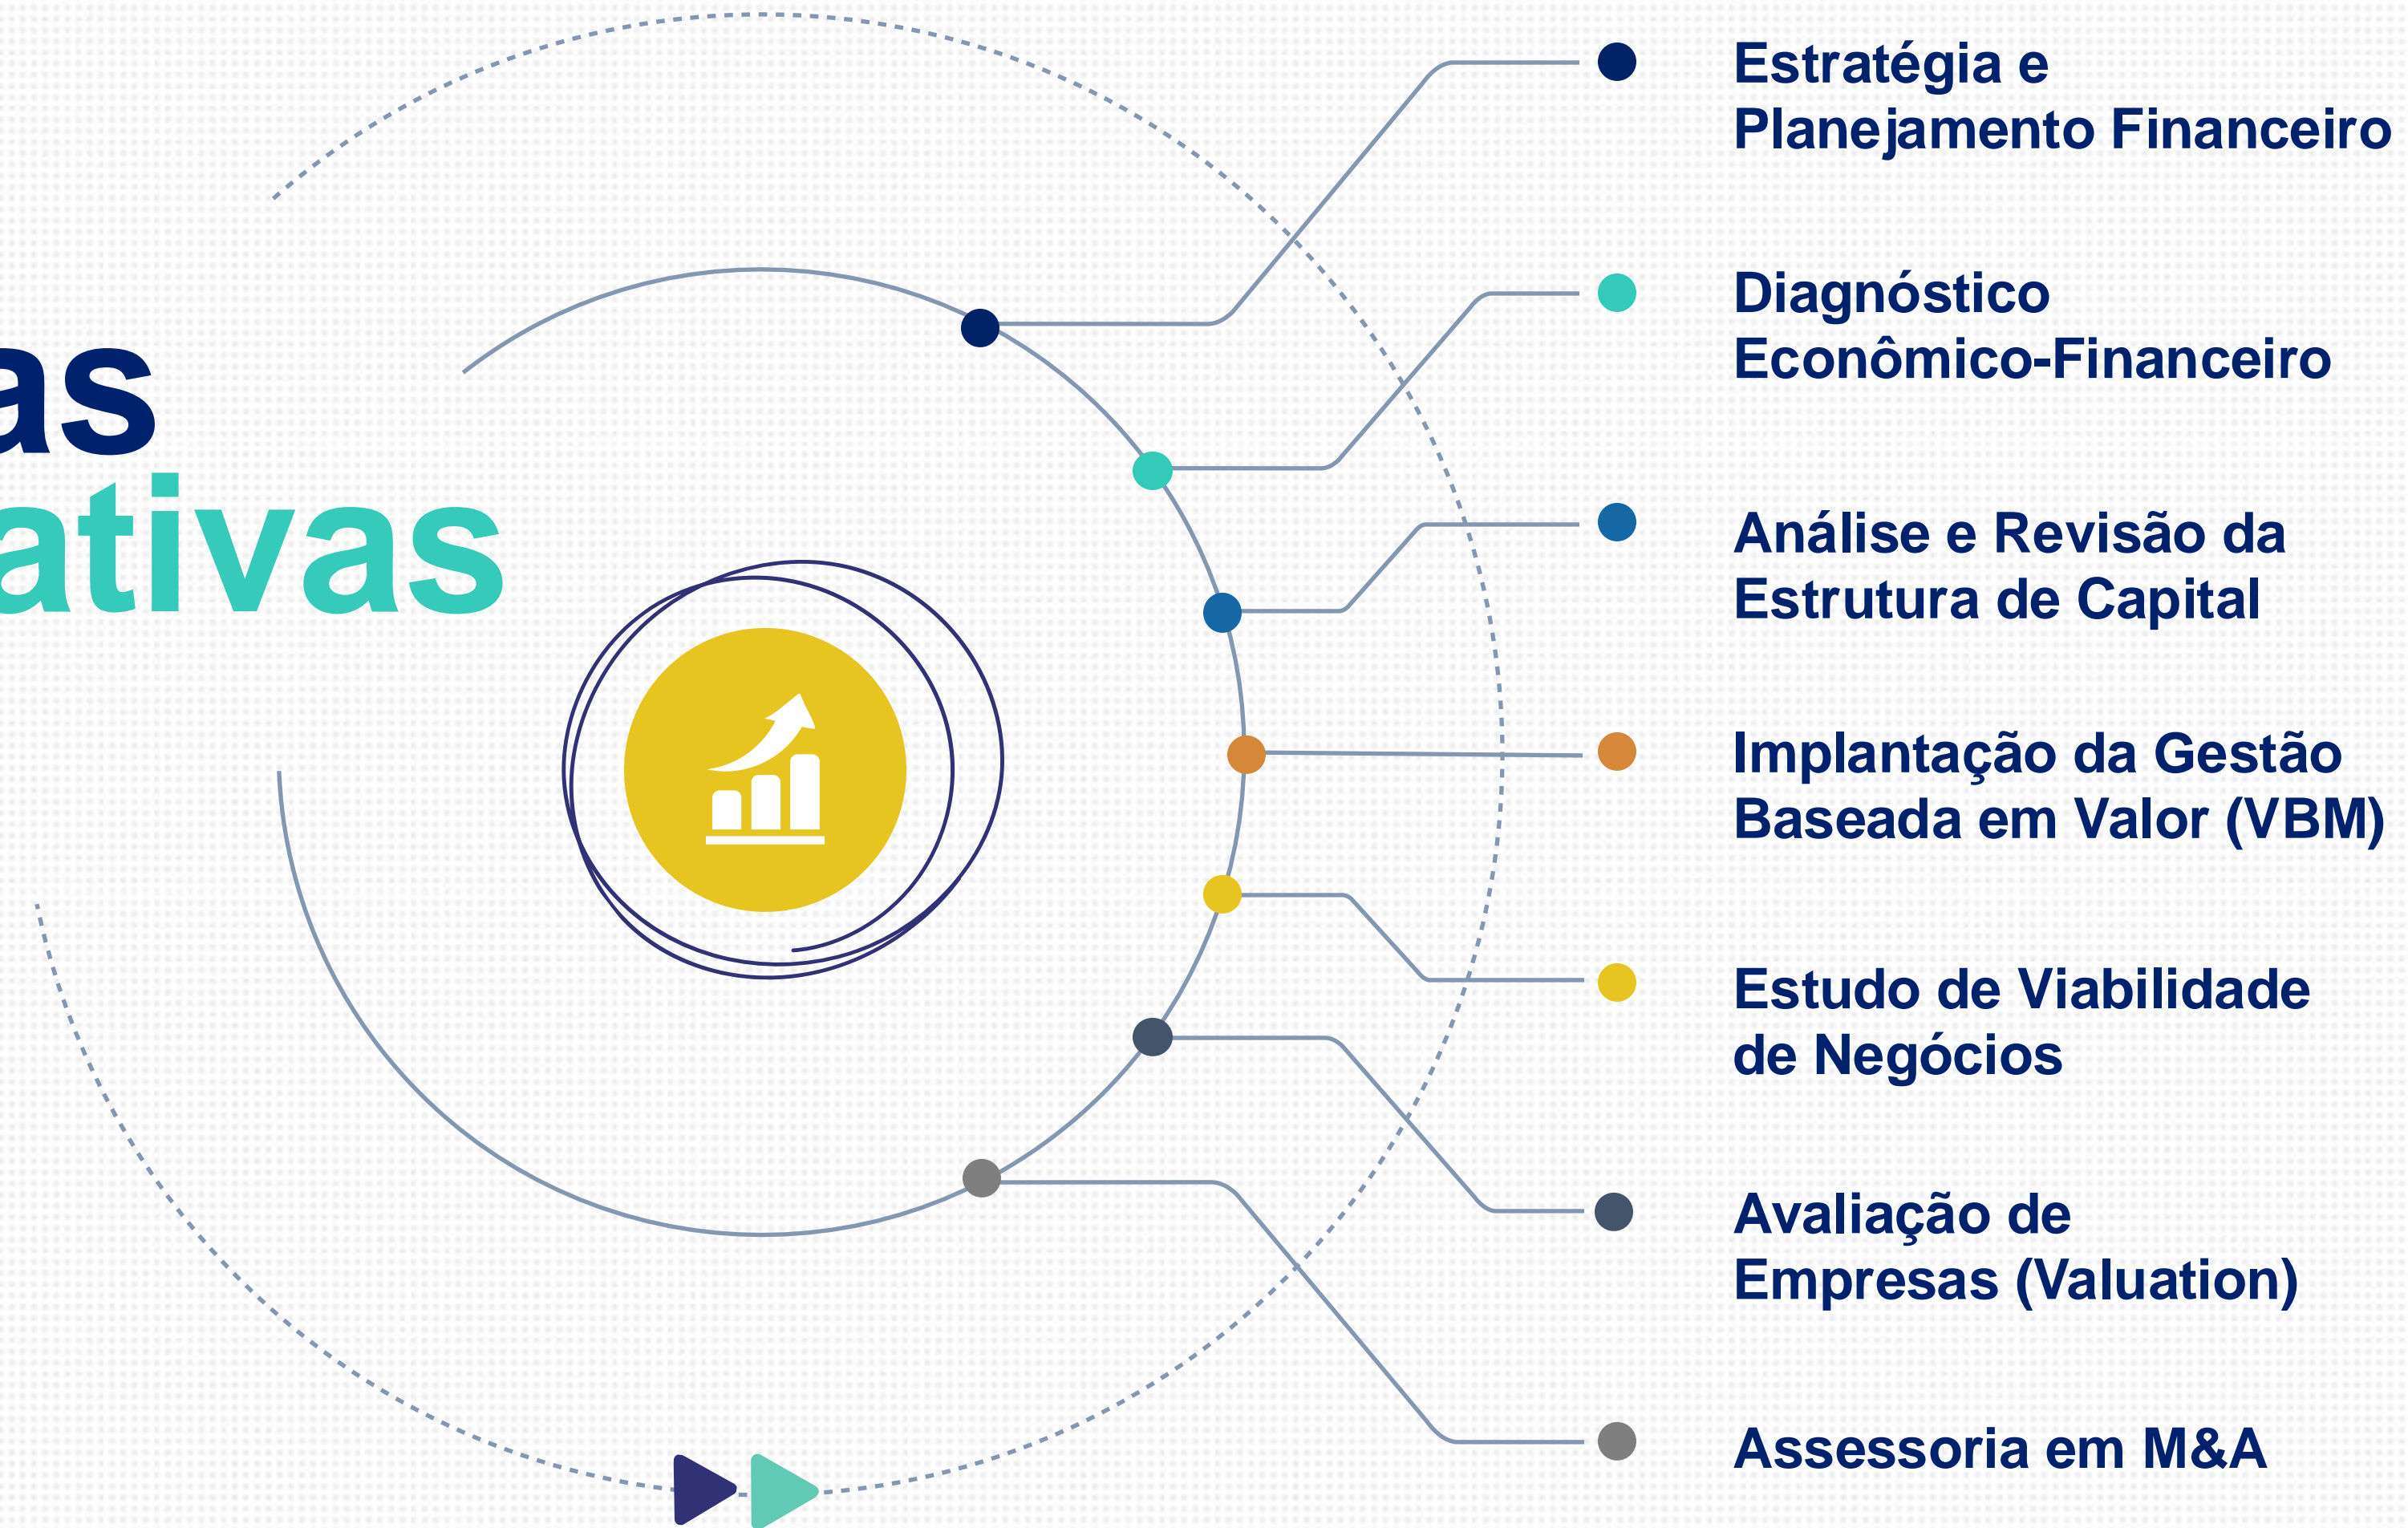 as
ativas
Estratégia e
Planejamento Financeiro
Diagnóstico
Econômico-Financeiro
Análise e Revisão da
Estrutura de Capital
Implantação da Gestão
Baseada em Valor (VBM)
Estudo de Viabilidade
de Negócios
Avaliação de
Empresas (Valuation)
Assessoria em M&A